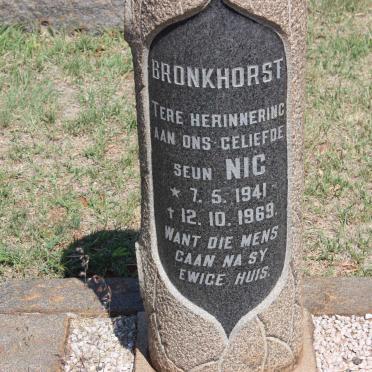 BRONKHORST
TERE HERINNERING
AAN ONS GELIEFDE
SEUN NIC
* 7. 5. 1941
† 12. 10. 1969.
WANT DIE MENS
GAAN NA SY
EWIGE HUIS.